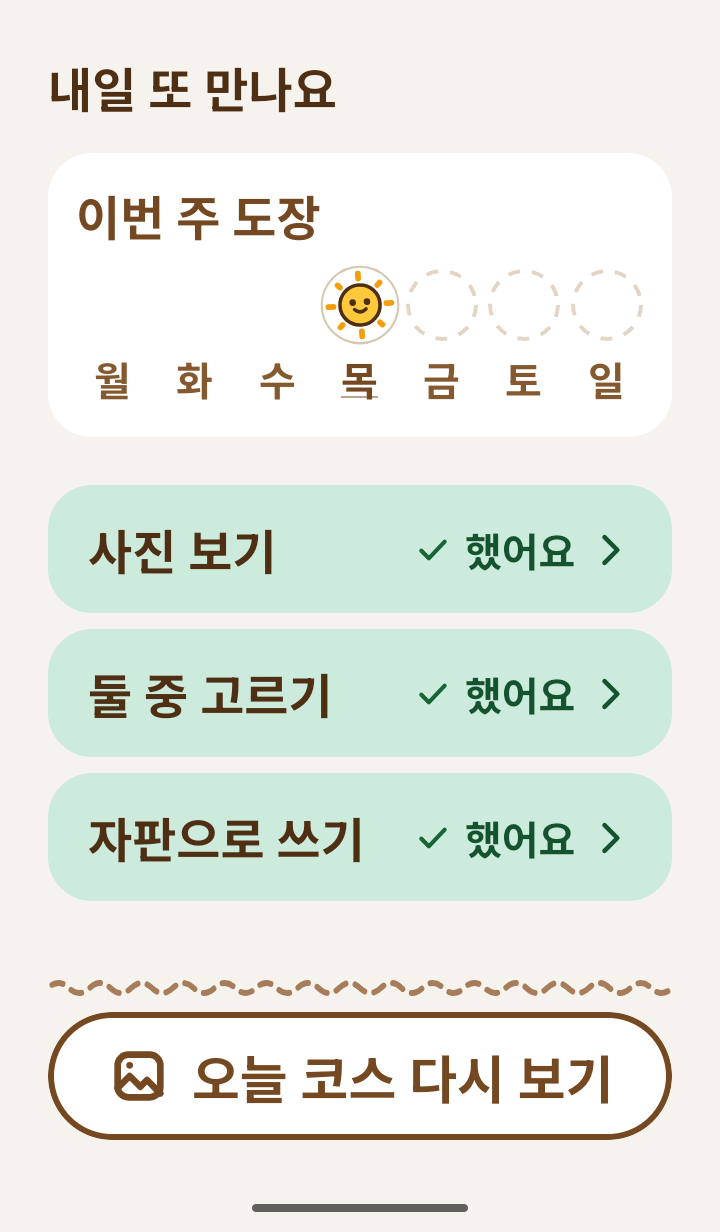 내일 또 만나요
이번 주 도장
월 화 수 목 금 토 일
사진 보기 했어요
둘 중 고르기 했어요
자판으로 쓰기 했어요
오늘 코스 다시 보기